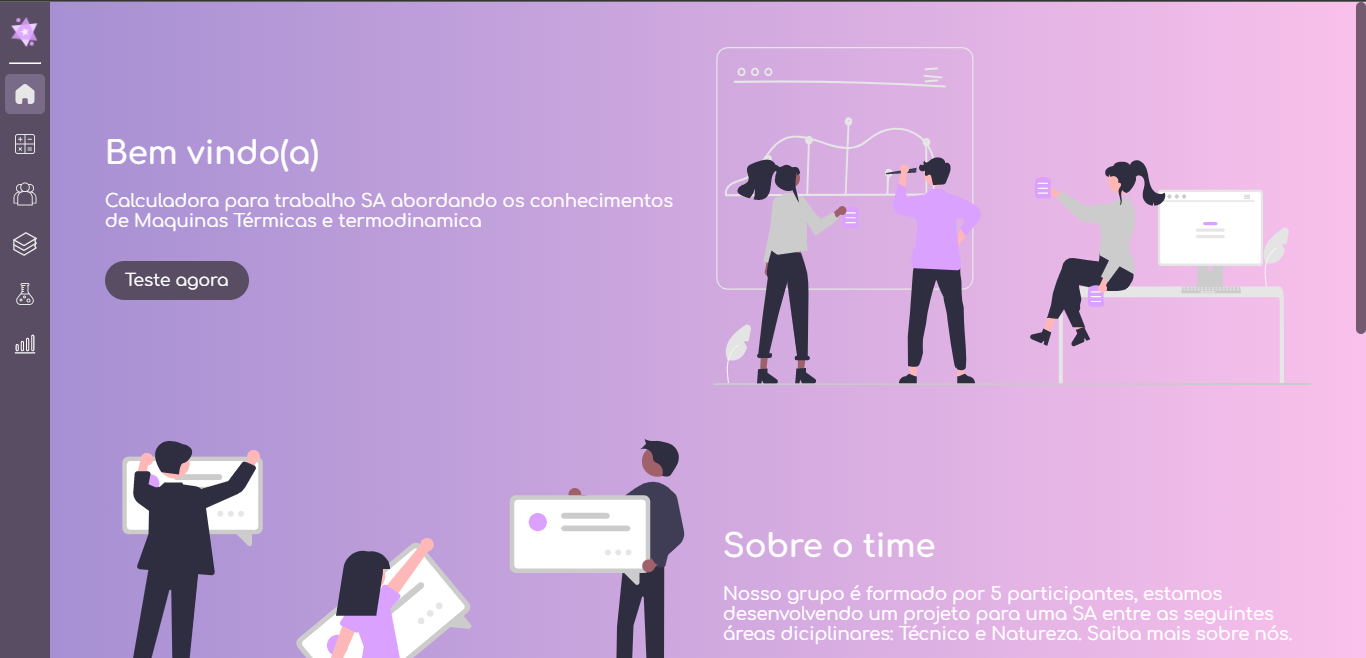 Bem vindo(a)
Calculadora para trabalho SA abordando os conhecimentos
de Maquinas Térmicas e termodinamica
Teste agora
Sobre o time
Nosso grupo é formado por 5 participantes, estamos
desenvolvendo um projeto para uma SA entre as seguintes
áreas diciplinares: Técnico e Natureza. Saiba mais sobre nós.